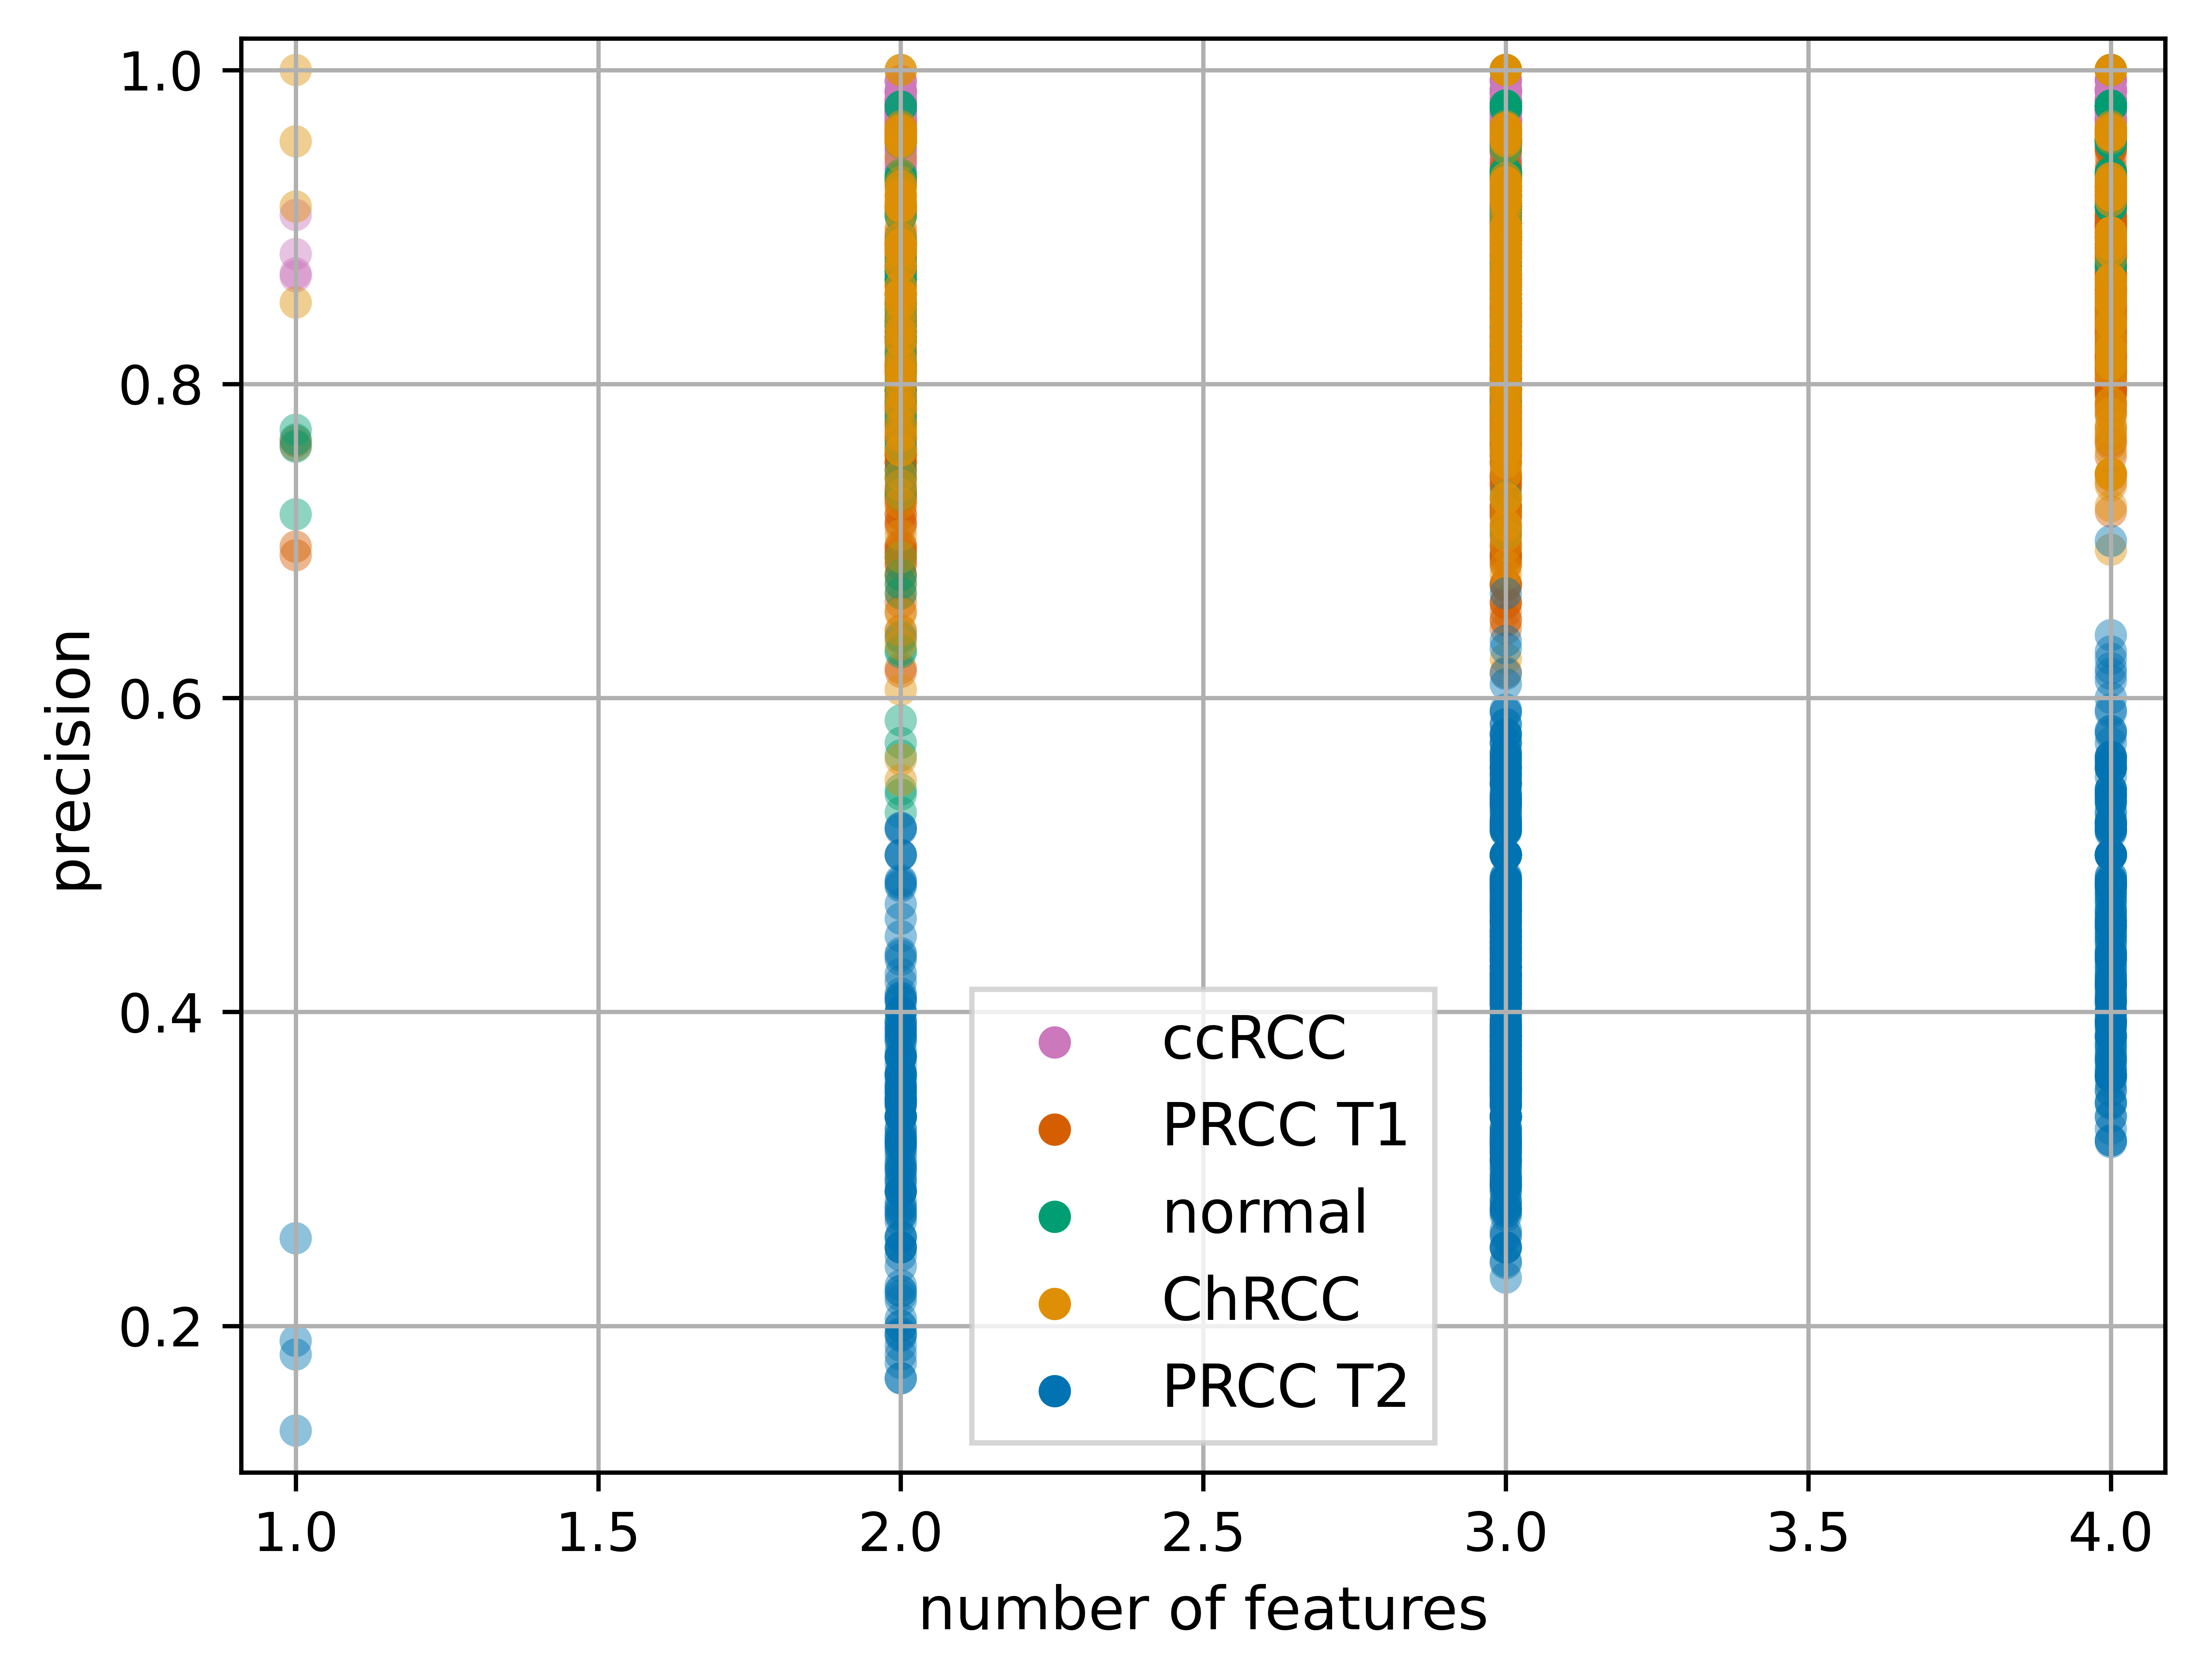 1.0
0.8
0.6
0.4
0.2
precision
ccRCC
PRCC T1
normal
ChRCC
PRCC T2
1.0 1.5 2.0 2.5 3.0 3.5 4.0
number of features